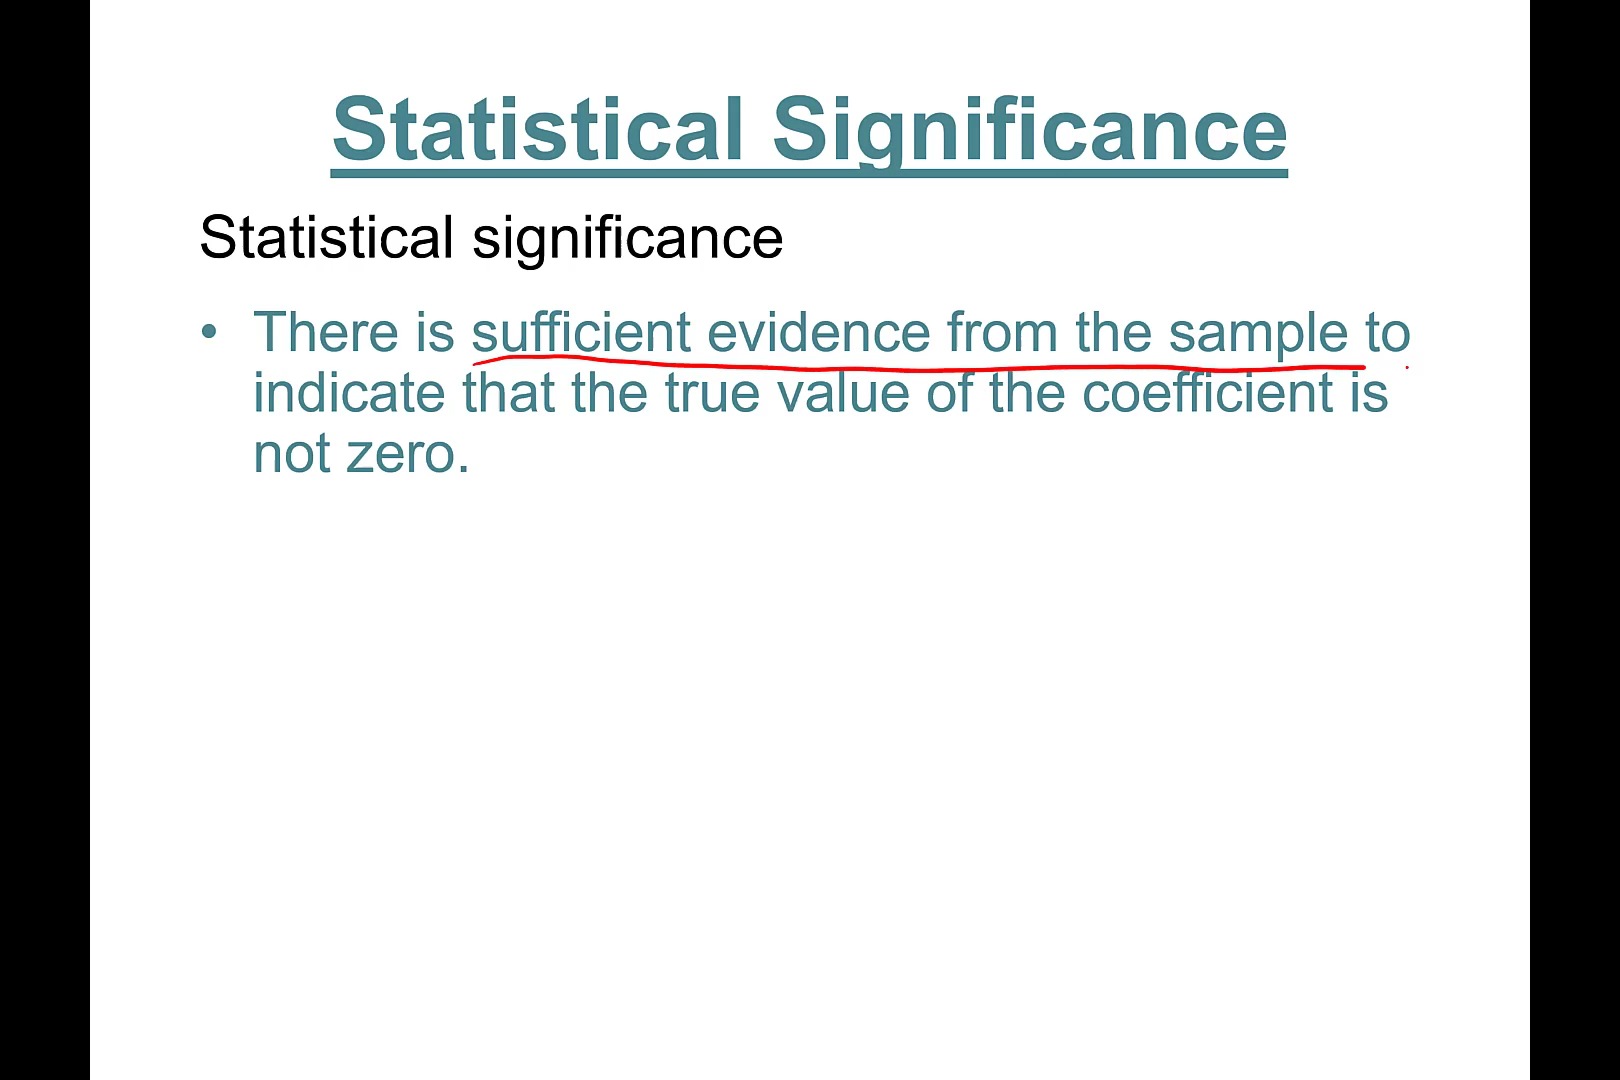 Statistical Significance
Statistical significance
• There is sufficient evidence from the sample to
indicate that the true value of the coefficient is
not zero.